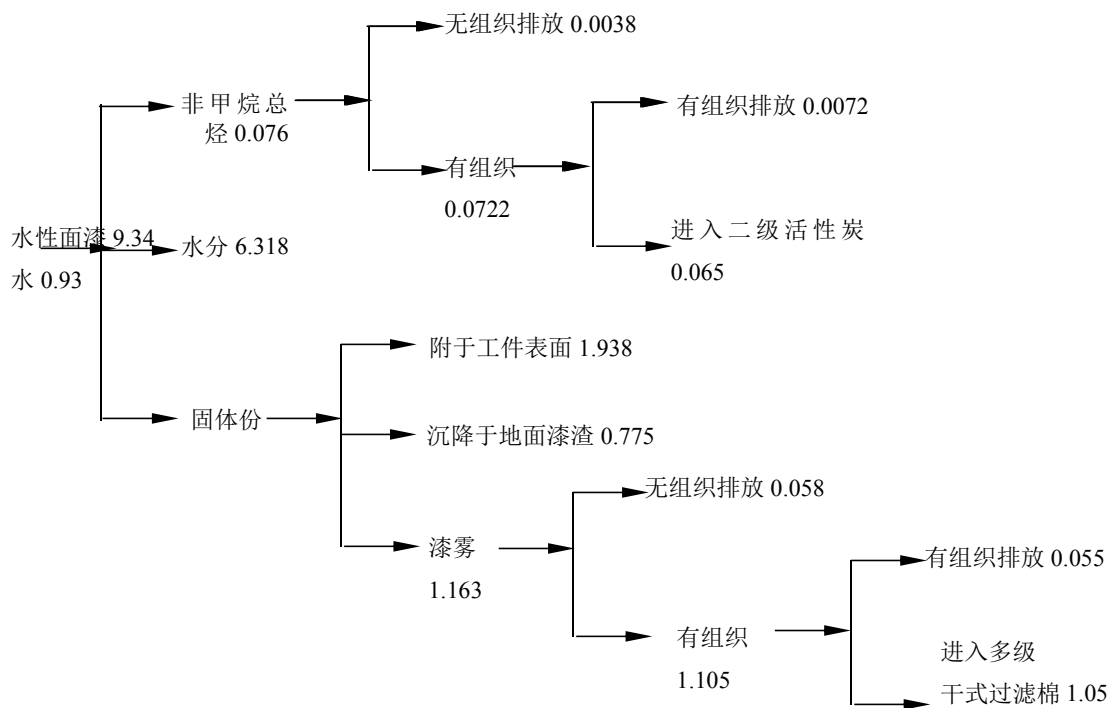 无组织排放 0.0038
非甲烷总
烃 0.076
有组织排放 0.0072
有组织
0.0722
进入二级活性炭
0.065
水性面漆 9.34
水 0.93
水分 6.318
附于工件表面 1.938
固体份
沉降于地面漆渣 0.775
无组织排放 0.058
漆雾
1.163
有组织排放 0.055
有组织
1.105
进入多级
干式过滤棉 1.05